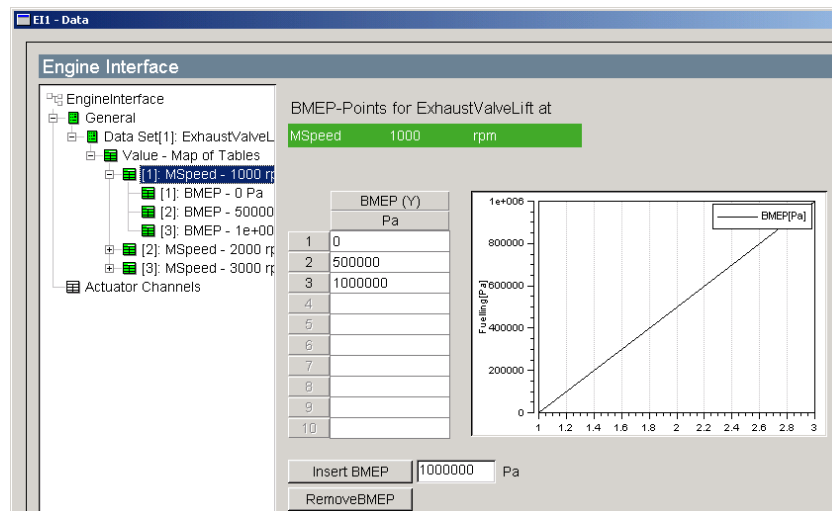 EI1 - Data
Engine Interface
EngineInterface
General
Data Set[1]: ExhaustValveL
Value - Map of Tables
[1]: MSpeed - 1000 rp
[1]: BMEP - 0 Pa
[2]: BMEP - 50000
[3]: BMEP - 1e+00
[2]: MSpeed - 2000 rp
[3]: MSpeed - 3000 rp
Actuator Channels
BMEP-Points for ExhaustValveLift at
MSpeed 1000 rpm
BMEP (Y)
Pa
1 0
2 500000
3 1000000
4
5
6
7
8
9
10
1e+006
800000
600000
400000
200000
0
Fuelling[Pa]
BMEP[Pa]
1 1.2 1.4 1.6 1.8 2 2.2 2.4 2.6 2.8 3
Insert BMEP 1000000 Pa
RemoveBMEP